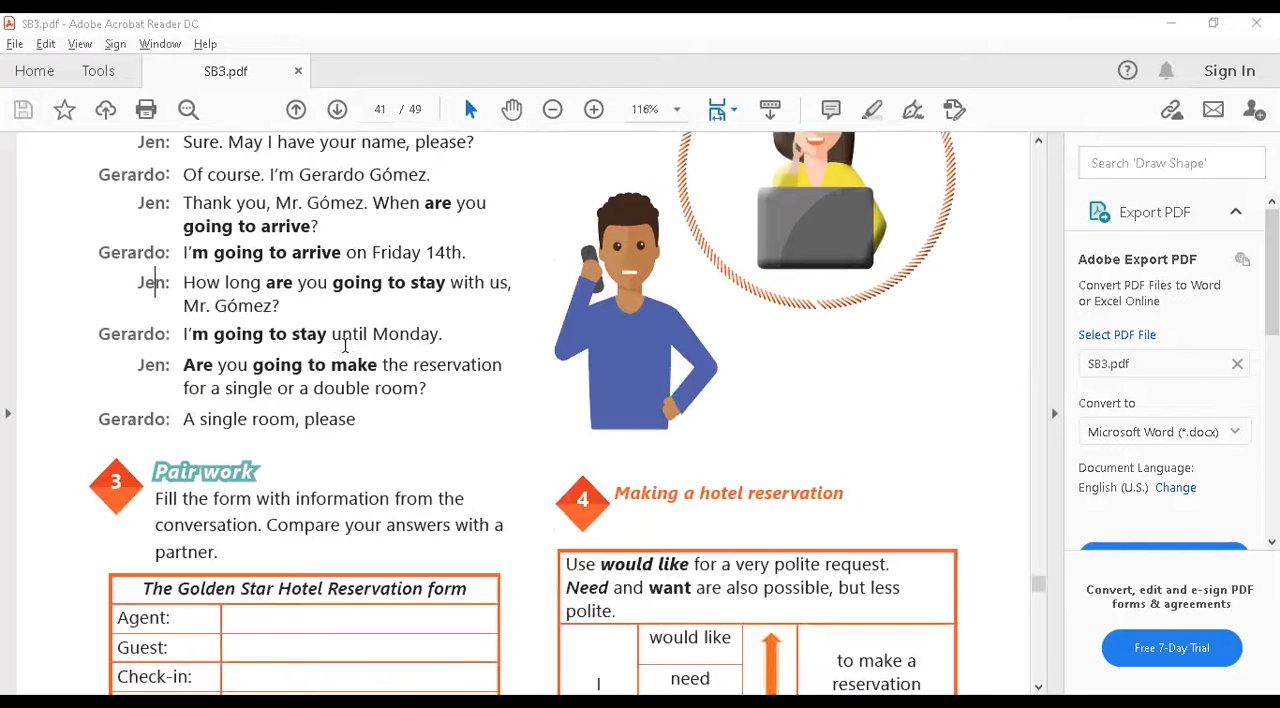 SB3.pdf - Adobe Acrobat Reader DC
File Edit View Sign Window Help
Home Tools SB3.pdf × Sign In
41 / 49 116%
Jen: Sure. May I have your name, please?
Gerardo: Of course. I'm Gerardo Gómez.
Jen: Thank you, Mr. Gómez. When are you
going to arrive?
Gerardo: I'm going to arrive on Friday 14th.
Jen: How long are you going to stay with us,
Mr. Gómez?
Gerardo: I'm going to stay until Monday.
Jen: Are you going to make the reservation
for a single or a double room?
Gerardo: A single room, please
3 Pair work
Fill the form with information from the
conversation. Compare your answers with a
partner.
The Golden Star Hotel Reservation form
Agent:
Guest:
Check-in:
4 Making a hotel reservation
Use would like for a very polite request.
Need and want are also possible, but less
polite.
would like
need
I
to make a
reservation
Search 'Draw Shape'
Export PDF
Adobe Export PDF
Convert PDF Files to Word
or Excel Online
Select PDF File
SB3.pdf
Convert to
Microsoft Word (*.docx)
Document Language:
English (U.S.) Change
Convert, edit and e-sign PDF
forms & agreements
Free 7-Day Trial